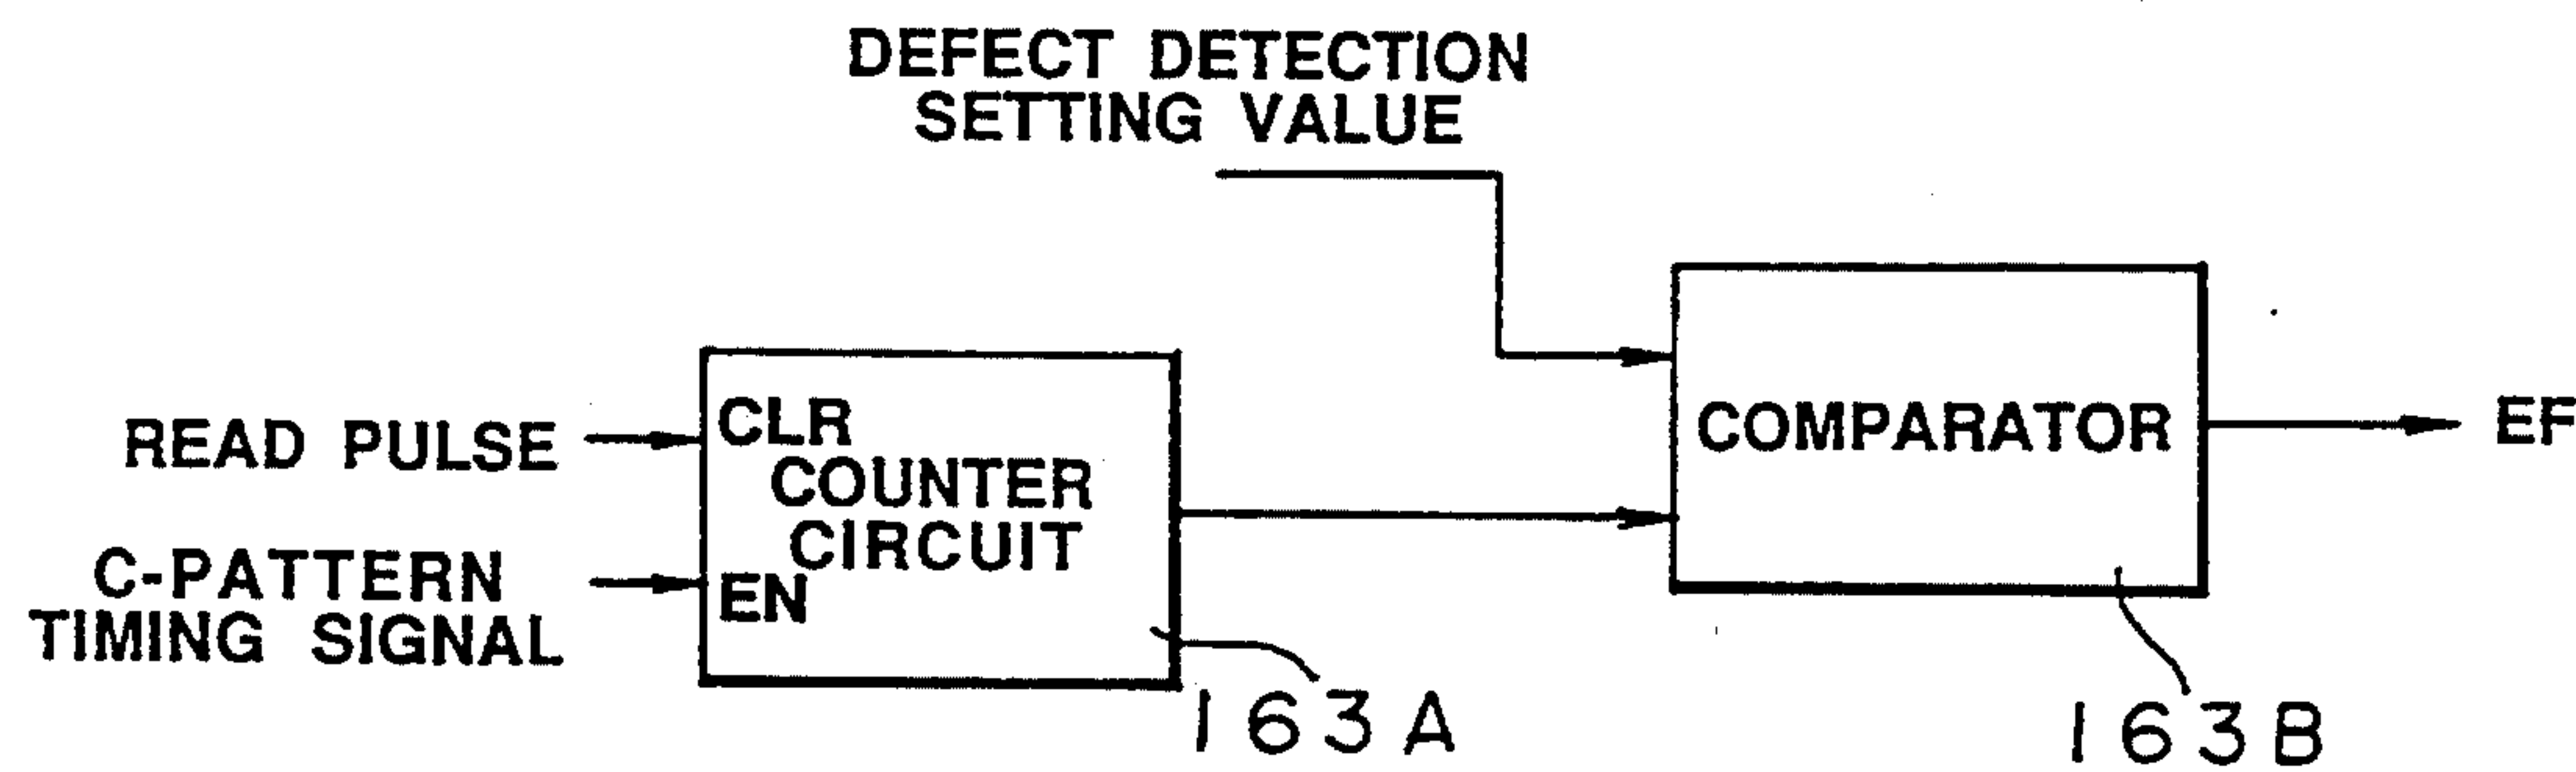 DEFECT DETECTION
SETTING VALUE
READ PULSE
C-PATTERN
TIMING SIGNAL
CLR
COUNTER
CIRCUIT
EN
163A
COMPARATOR
163B
EF